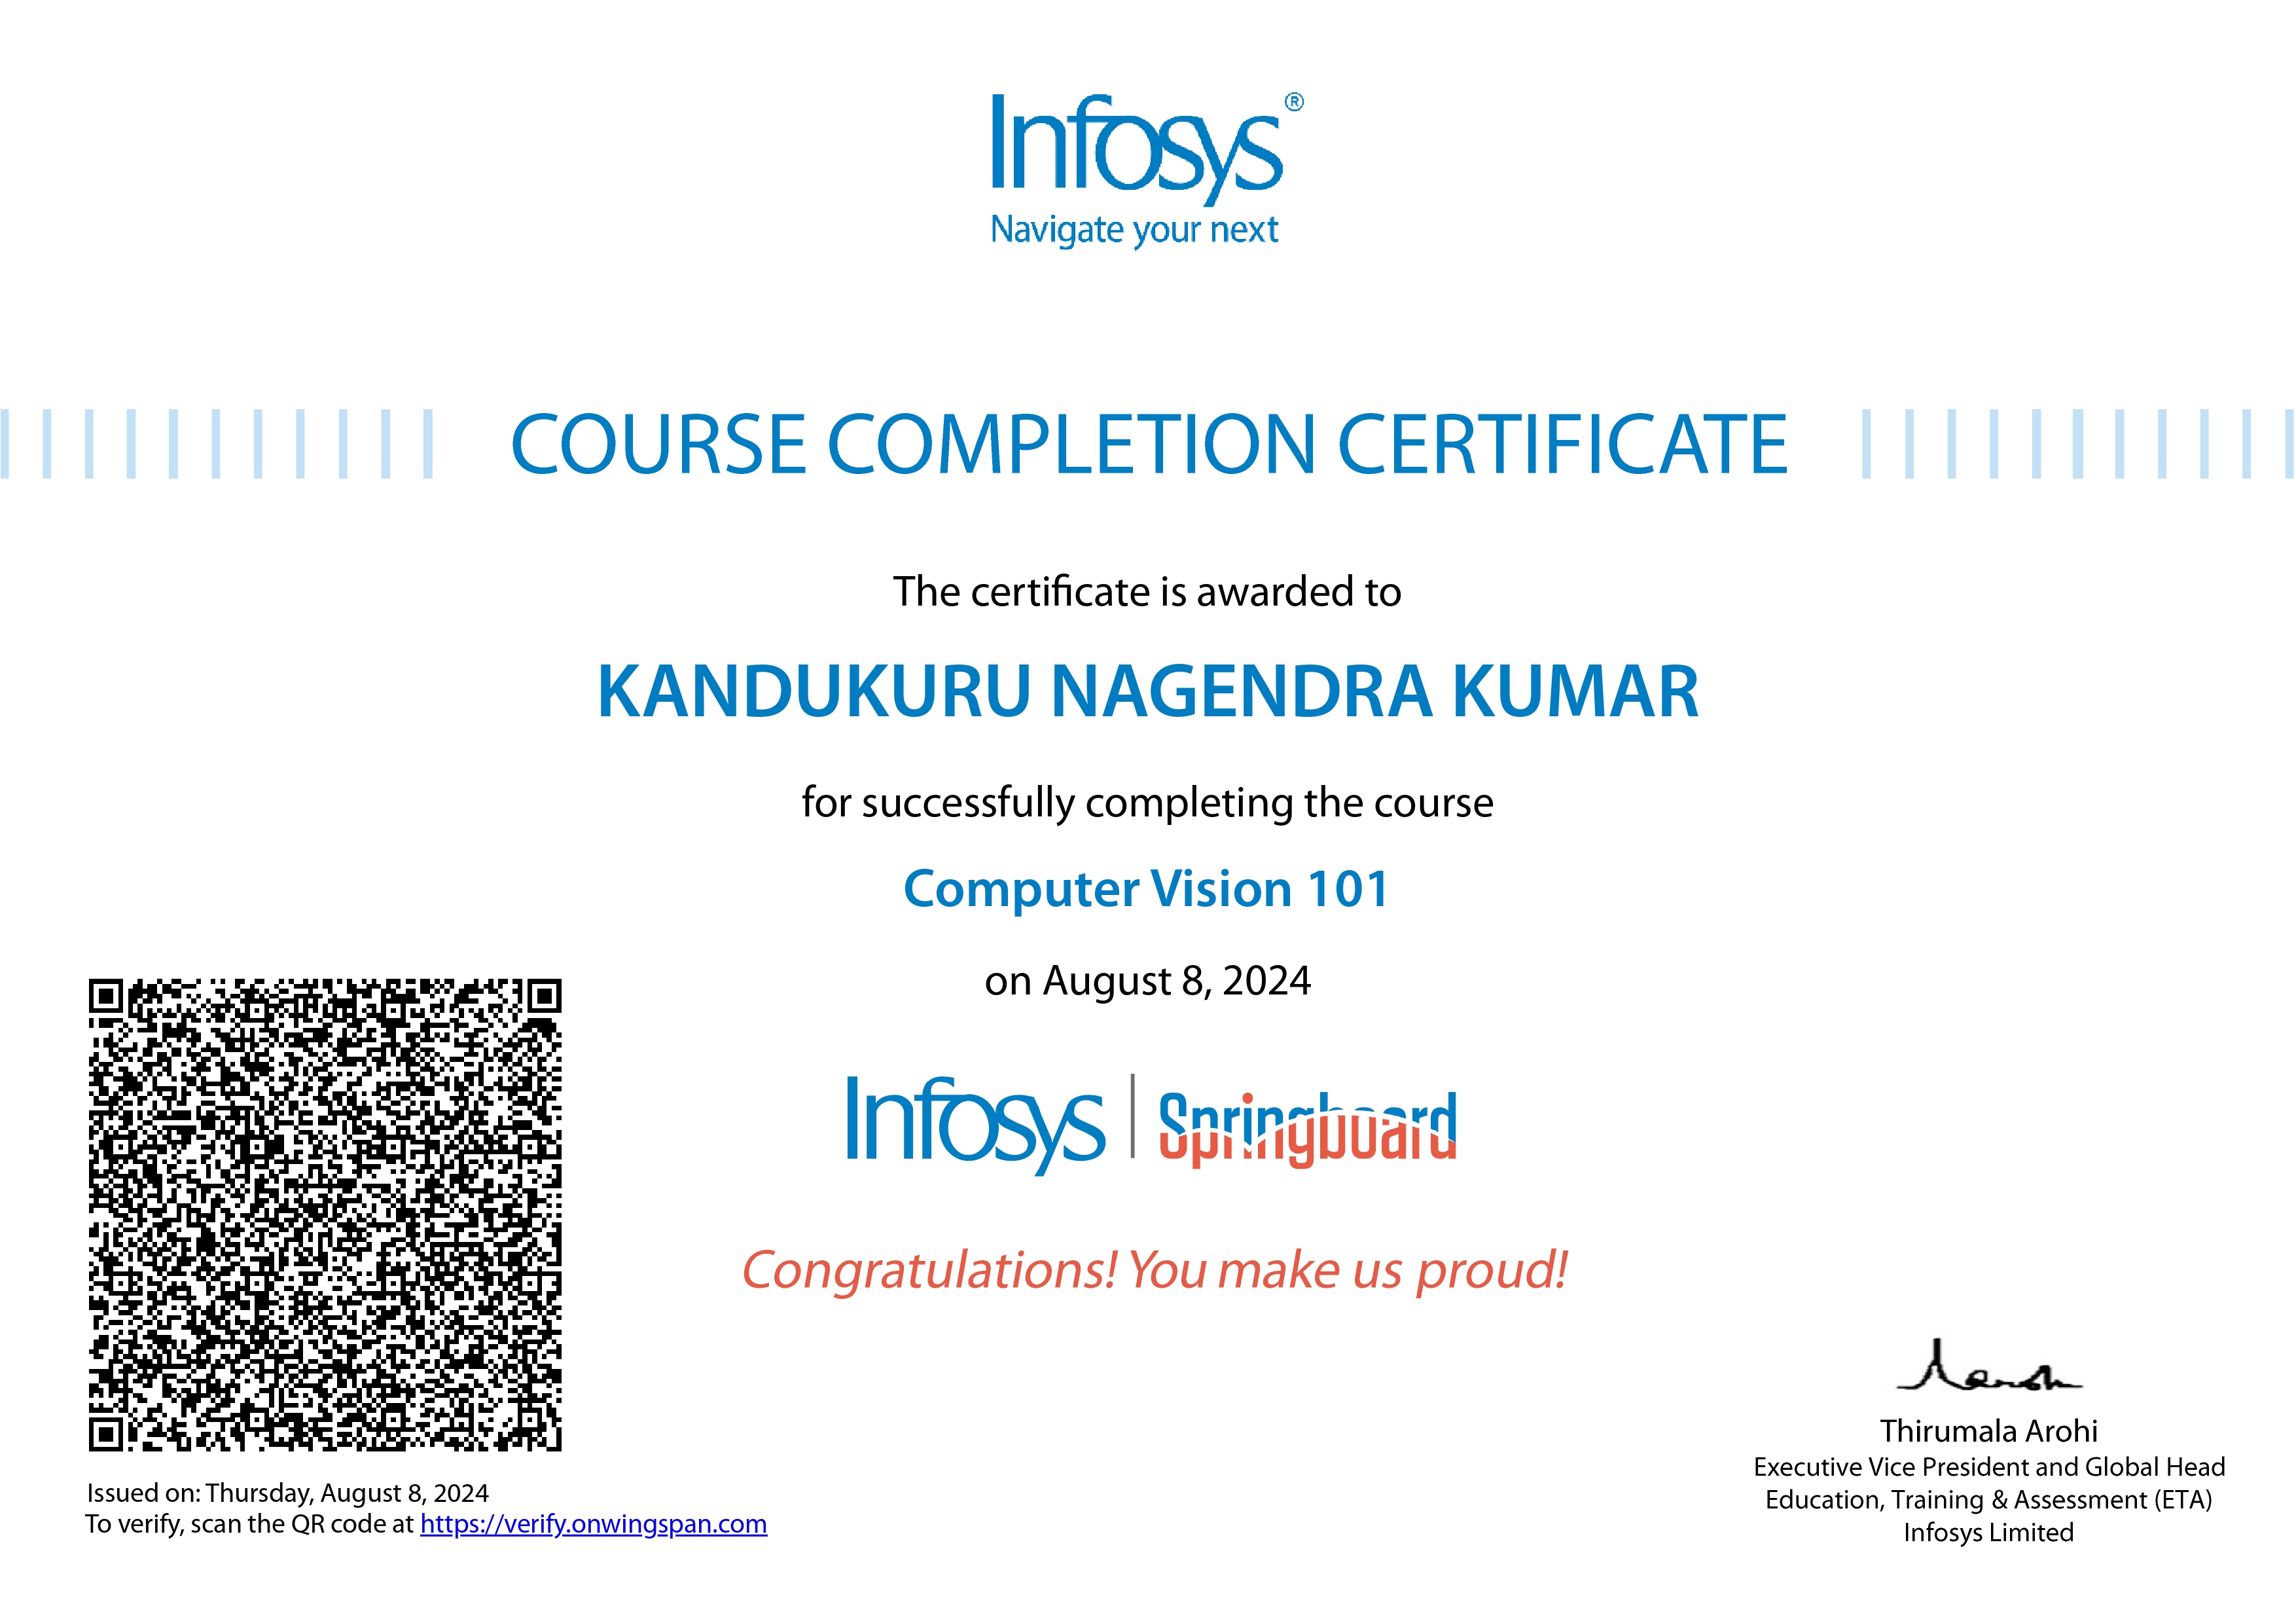 Infosys®
Navigate your next
COURSE COMPLETION CERTIFICATE
The certificate is awarded to
KANDUKURU NAGENDRA KUMAR
for successfully completing the course
Computer Vision 101
on August 8, 2024
Infosys | Springboard
Congratulations! You make us proud!
Issued on: Thursday, August 8, 2024
To verify, scan the QR code at https://verify.onwingspan.com
Thirumala Arohi
Executive Vice President and Global Head
Education, Training & Assessment (ETA)
Infosys Limited